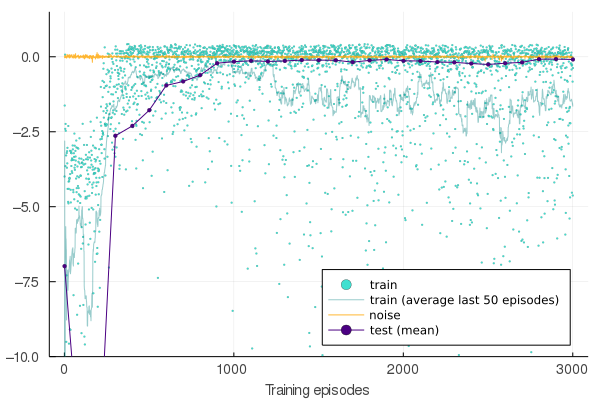 0.0
−2.5
−5.0
−7.5
−10.0
0
1000
2000
3000
Training episodes
train
train (average last 50 episodes)
noise
test (mean)